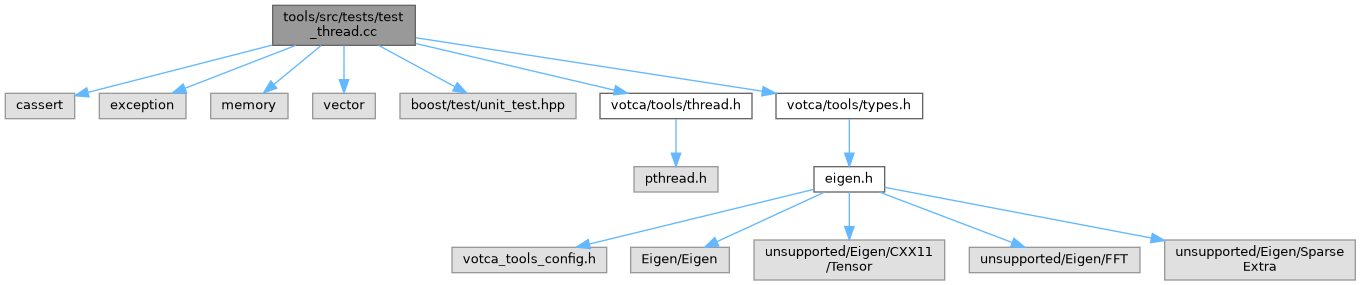 tools/src/tests/test
_thread.cc
cassert
exception
memory
vector
boost/test/unit_test.hpp
votca/tools/thread.h
votca/tools/types.h
pthread.h
eigen.h
votca_tools_config.h
Eigen/Eigen
unsupported/Eigen/CXX11
/Tensor
unsupported/Eigen/FFT
unsupported/Eigen/Sparse
Extra